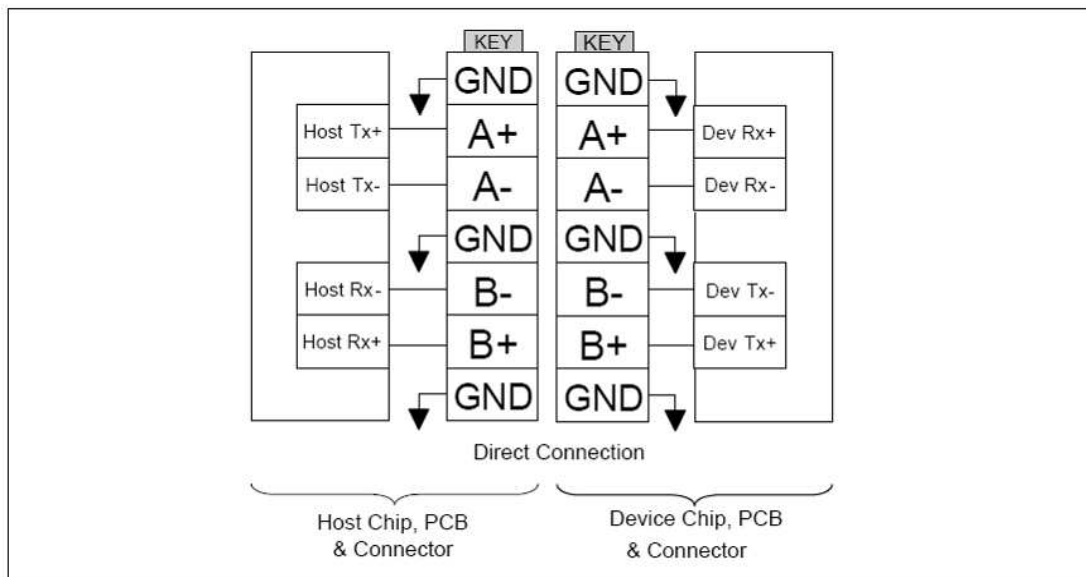 KEY KEY
GND GND
Host Tx+ A+ A+ Dev Rx+
Host Tx- A- A- Dev Rx-
GND GND
Host Rx- B- B- Dev Tx-
Host Rx+ B+ B+ Dev Tx+
GND GND
Direct Connection
Host Chip, PCB
& Connector
Device Chip, PCB
& Connector